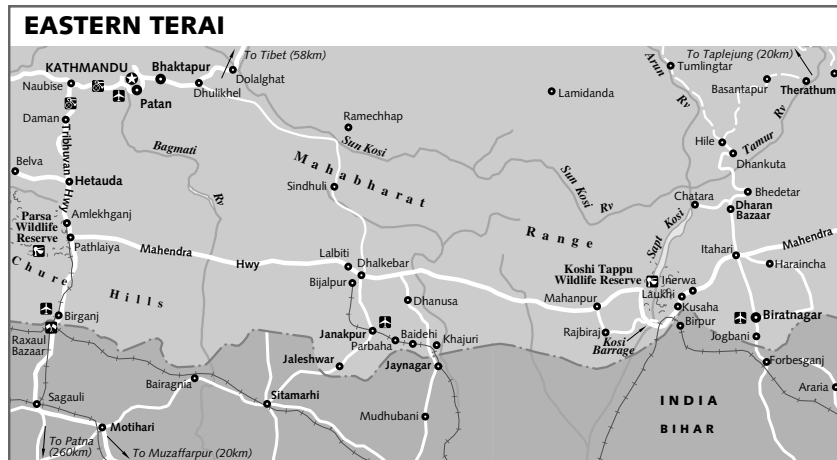 EASTERN TERAI
To Tibet (58km)
To Taplejung (20km)
KATHMANDU
Bhaktapur
Dolalghat
Arun
Tumlingtar
Naubise
Patan
Dhulikhel
Lamidanda
Basantapur
Therathum
Rv
Rv
Daman
Ramechhap
Tribhuvan Hwy
Bagmati
Sun Kosi
Hile
Tamur
Belva
Mahabharat
Sun Kosi
Dhankuta
Hetauda
Sindhuli
Rv
Rv
Chatara
Bhedetar
Parsa
Wildlife
Reserve
Amlekhganj
Range
Sapt Kosi
Dharan
Bazaar
Pathlaiya
Mahendra
Hwy
Lalbiti
Dhalkebar
Itahari
Mahendra
Chure
Hills
Bijalpur
Koshi Tappu
Wildlife Reserve
Inerwa
Laukhi
Haraincha
Dhanusa
Mahanpur
Kusaha
Birganj
Janakpur
Baidehi
Parbaha
Khajuri
Rajbiraj
Birpur
Biratnagar
Raxaul
Bazaar
Kosi
Barrage
Jogbani
Jaleshwar
Jaynagar
Forbesganj
Bairagnia
Araria
Sagauli
Sitamarhi
INDIA
Motihari
Mudhubani
BIHAR
To Patna
(260km)
To Muzaffarpur (20km)